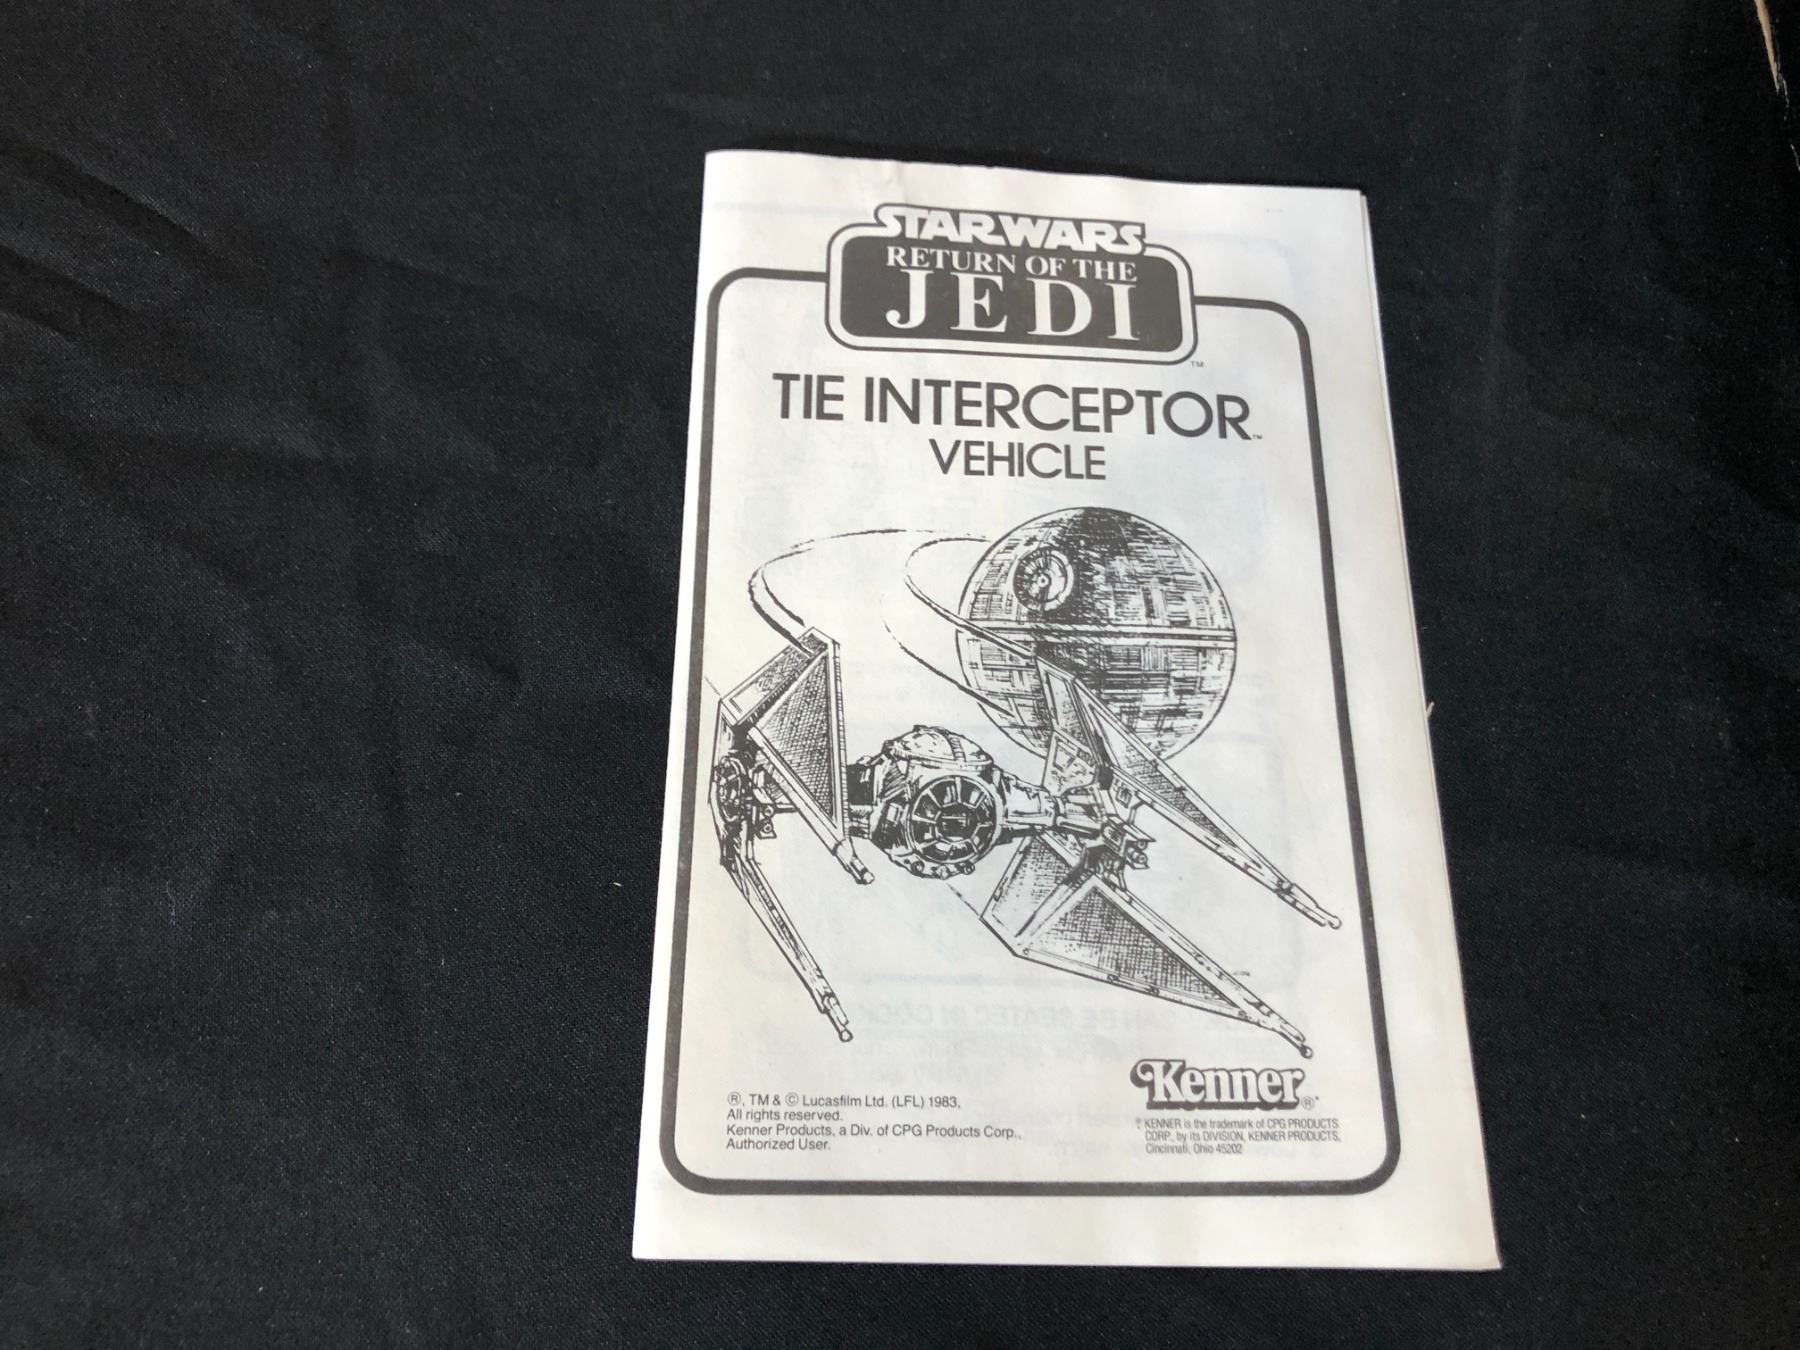 STAR WARS
RETURN OF THE
JEDI
TM
TIE INTERCEPTOR™
VEHICLE
Kenner®*
®, TM & © Lucasfilm Ltd. (LFL) 1983,
All rights reserved.
Kenner Products, a Div. of CPG Products Corp.,
Authorized User.
* KENNER is the trademark of CPG PRODUCTS
CORP., by its DIVISION, KENNER PRODUCTS,
Cincinnati, Ohio 45202